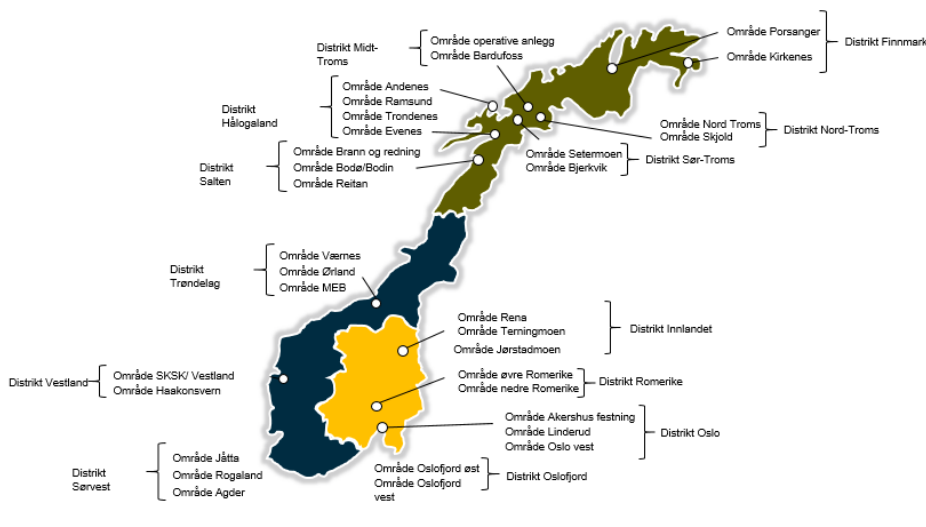 Område Porsanger
Distrikt Finnmark
Område Kirkenes
Distrikt Midt-
Troms
Område operative anlegg
Område Bardufoss
Distrikt
Hålogaland
Område Andenes
Område Ramsund
Område Trondenes
Område Evenes
Område Nord Troms
Område Skjold
Distrikt Nord-Troms
Område Setermoen
Område Bjerkvik
Distrikt Sør-Troms
Distrikt
Salten
Område Brann og redning
Område Bodø/Bodin
Område Reitan
Distrikt
Trøndelag
Område Værnes
Område Ørland
Område MEB
Område Rena
Område Terningmoen
Område Jørstadmoen
Distrikt Innlandet
Distrikt Vestland
Område SKSK/ Vestland
Område Haakonsvern
Område øvre Romerike
Område nedre Romerike
Distrikt Romerike
Område Akershus festning
Område Linderud
Område Oslo vest
Distrikt Oslo
Distrikt
Sørvest
Område Jåtta
Område Rogaland
Område Agder
Område Oslofjord øst
Område Oslofjord
vest
Distrikt Oslofjord